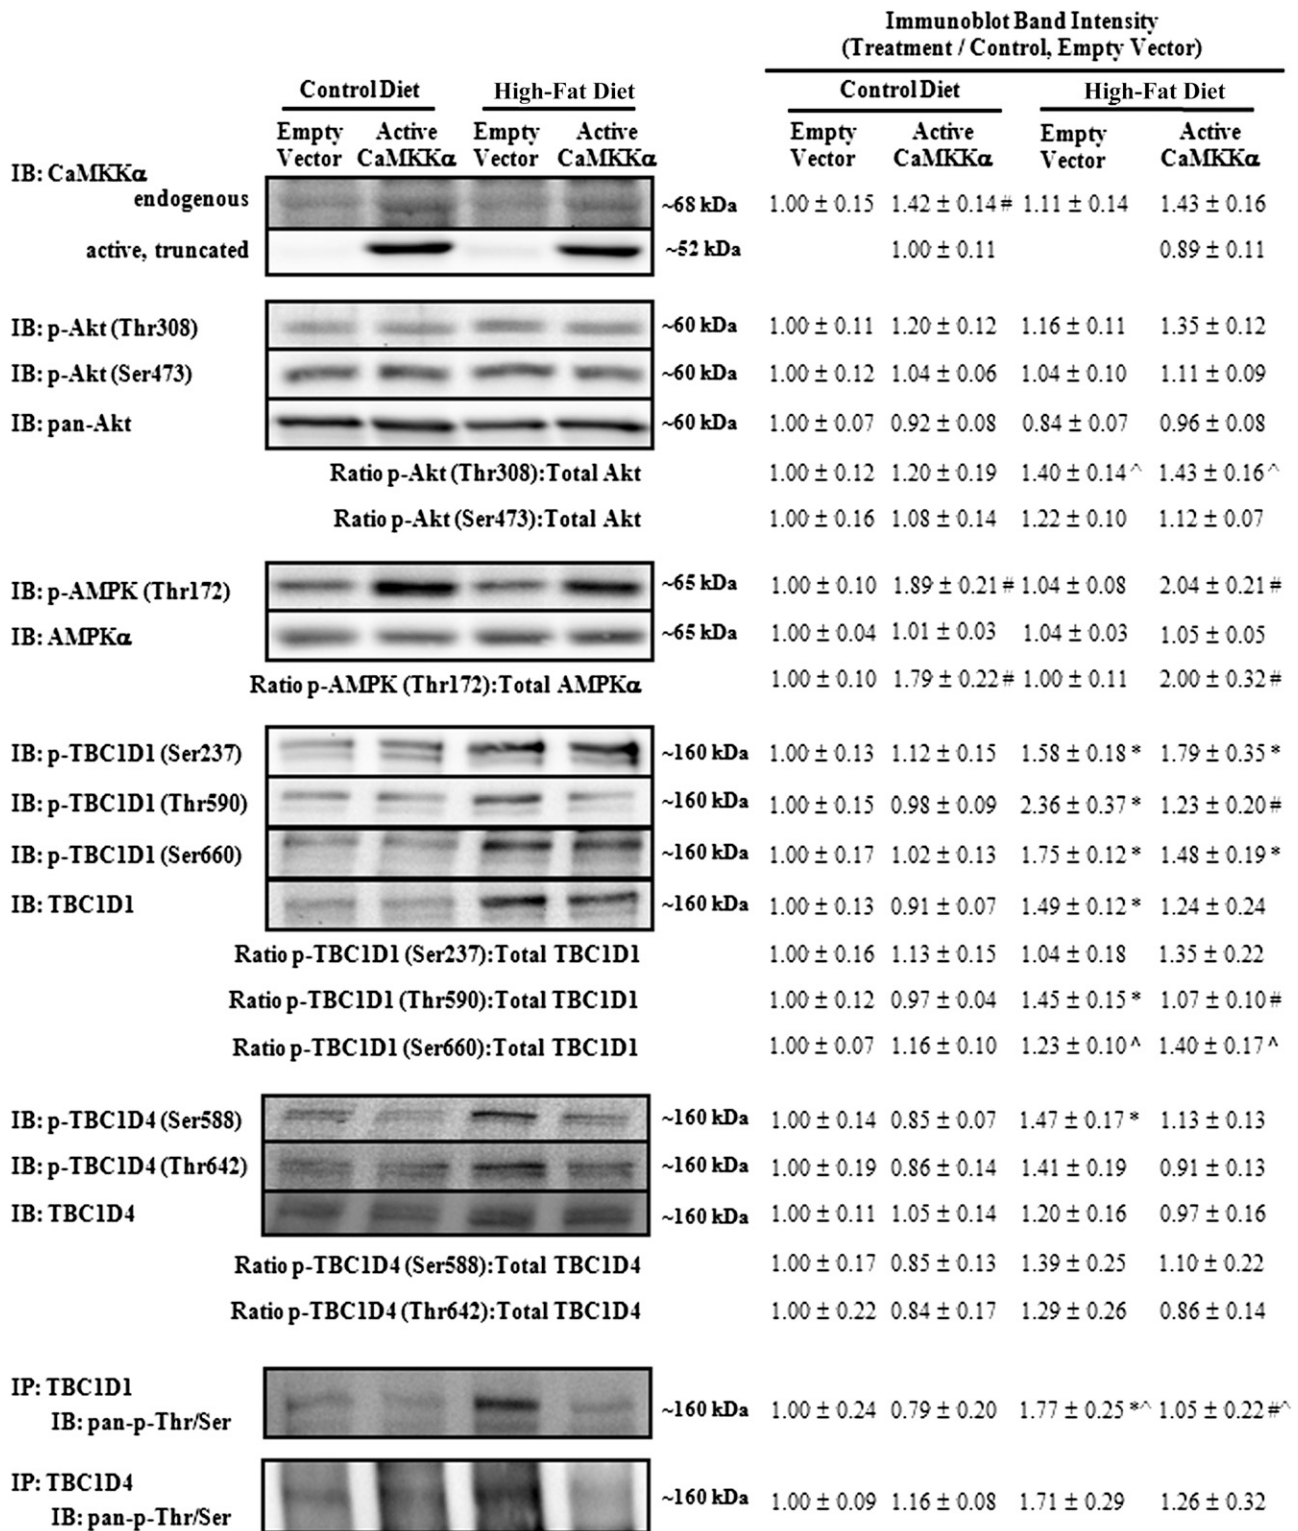 Immunoblot Band Intensity
(Treatment / Control, Empty Vector)
Control Diet High-Fat Diet Control Diet High-Fat Diet
Empty Active Empty Active Empty Active Empty Active
Vector CaMKKα Vector CaMKKα Vector CaMKKα Vector CaMKKα
IB: CaMKKα
endogenous ~68 kDa 1.00 ± 0.15 1.42 ± 0.14 # 1.11 ± 0.14 1.43 ± 0.16
active, truncated ~52 kDa 1.00 ± 0.11 0.89 ± 0.11
IB: p-Akt (Thr308) ~60 kDa 1.00 ± 0.11 1.20 ± 0.12 1.16 ± 0.11 1.35 ± 0.12
IB: p-Akt (Ser473) ~60 kDa 1.00 ± 0.12 1.04 ± 0.06 1.04 ± 0.10 1.11 ± 0.09
IB: pan-Akt ~60 kDa 1.00 ± 0.07 0.92 ± 0.08 0.84 ± 0.07 0.96 ± 0.08
Ratio p-Akt (Thr308):Total Akt 1.00 ± 0.12 1.20 ± 0.19 1.40 ± 0.14^ 1.43 ± 0.16^
Ratio p-Akt (Ser473):Total Akt 1.00 ± 0.16 1.08 ± 0.14 1.22 ± 0.10 1.12 ± 0.07
IB: p-AMPK (Thr172) ~65 kDa 1.00 ± 0.10 1.89 ± 0.21 # 1.04 ± 0.08 2.04 ± 0.21 #
IB: AMPKα ~65 kDa 1.00 ± 0.04 1.01 ± 0.03 1.04 ± 0.03 1.05 ± 0.05
Ratio p-AMPK (Thr172):Total AMPKα 1.00 ± 0.10 1.79 ± 0.22 # 1.00 ± 0.11 2.00 ± 0.32 #
IB: p-TBC1D1 (Ser237) ~160 kDa 1.00 ± 0.13 1.12 ± 0.15 1.58 ± 0.18 * 1.79 ± 0.35 *
IB: p-TBC1D1 (Thr590) ~160 kDa 1.00 ± 0.15 0.98 ± 0.09 2.36 ± 0.37 * 1.23 ± 0.20 #
IB: p-TBC1D1 (Ser660) ~160 kDa 1.00 ± 0.17 1.02 ± 0.13 1.75 ± 0.12 * 1.48 ± 0.19 *
IB: TBC1D1 ~160 kDa 1.00 ± 0.13 0.91 ± 0.07 1.49 ± 0.12 * 1.24 ± 0.24
Ratio p-TBC1D1 (Ser237):Total TBC1D1 1.00 ± 0.16 1.13 ± 0.15 1.04 ± 0.18 1.35 ± 0.22
Ratio p-TBC1D1 (Thr590):Total TBC1D1 1.00 ± 0.12 0.97 ± 0.04 1.45 ± 0.15 * 1.07 ± 0.10 #
Ratio p-TBC1D1 (Ser660):Total TBC1D1 1.00 ± 0.07 1.16 ± 0.10 1.23 ± 0.10 ^ 1.40 ± 0.17 ^
IB: p-TBC1D4 (Ser588) ~160 kDa 1.00 ± 0.14 0.85 ± 0.07 1.47 ± 0.17 * 1.13 ± 0.13
IB: p-TBC1D4 (Thr642) ~160 kDa 1.00 ± 0.19 0.86 ± 0.14 1.41 ± 0.19 0.91 ± 0.13
IB: TBC1D4 ~160 kDa 1.00 ± 0.11 1.05 ± 0.14 1.20 ± 0.16 0.97 ± 0.16
Ratio p-TBC1D4 (Ser588):Total TBC1D4 1.00 ± 0.17 0.85 ± 0.13 1.39 ± 0.25 1.10 ± 0.22
Ratio p-TBC1D4 (Thr642):Total TBC1D4 1.00 ± 0.22 0.84 ± 0.17 1.29 ± 0.26 0.86 ± 0.14
IP: TBC1D1
IB: pan-p-Thr/Ser ~160 kDa 1.00 ± 0.24 0.79 ± 0.20 1.77 ± 0.25 *^ 1.05 ± 0.22 #^
IP: TBC1D4
IB: pan-p-Thr/Ser ~160 kDa 1.00 ± 0.09 1.16 ± 0.08 1.71 ± 0.29 1.26 ± 0.32